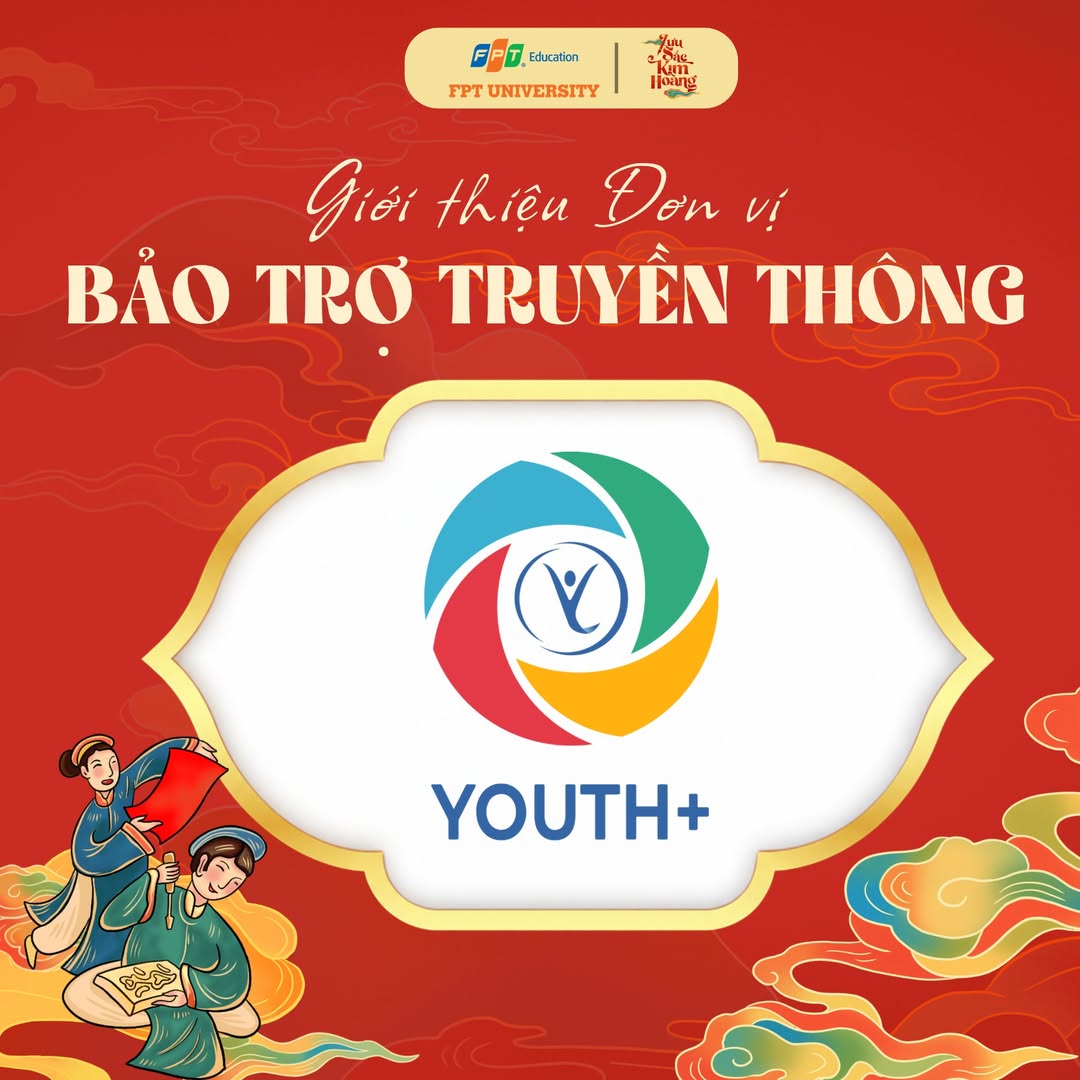 FPT Education
FPT UNIVERSITY
Lưu
Sắc
Kim
Hoàng
Giới thiệu Đơn vị
BẢO TRỢ TRUYỀN THÔNG
YOUTH+